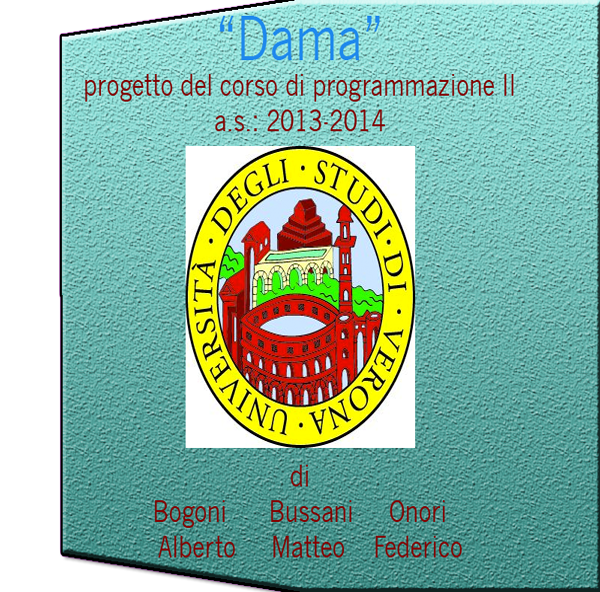 “Dama”
progetto del corso di programmazione II
a.s.: 2013-2014
UNIVERSITÀ · DEGLI · STUDI · DI · VERONA ·
di
Bogoni Bussani Onori
Alberto Matteo Federico